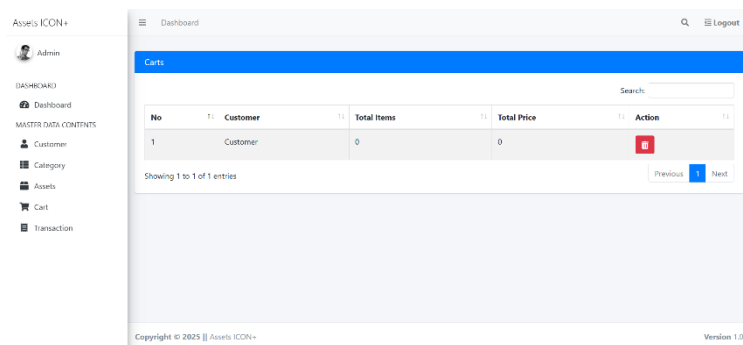 Assets ICON+
Dashboard
Logout
Admin
DASHBOARD
Dashboard
MASTER DATA CONTENTS
Customer
Category
Assets
Cart
Transaction
Carts
Search:
No Customer Total Items Total Price Action
1 Customer 0 0
Showing 1 to 1 of 1 entries
Previous 1 Next
Copyright © 2025 || Assets ICON+
Version 1.0